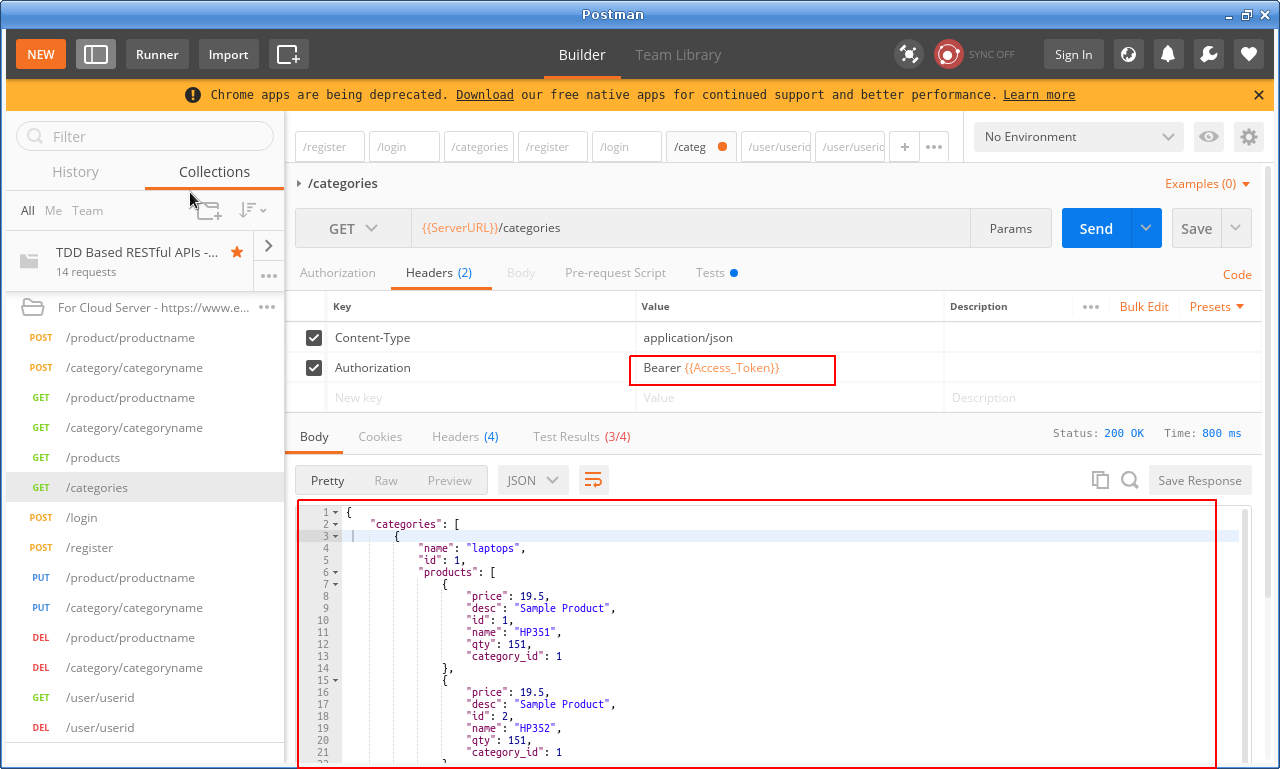 Postman
NEW Runner Import Builder Team Library SYNC OFF Sign In
! Chrome apps are being deprecated. Download our free native apps for continued support and better performance. Learn more
Filter
History Collections
All Me Team
TDD Based RESTful APIs -...
14 requests
For Cloud Server - https://www.e...
POST /product/productname
POST /category/categoryname
GET /product/productname
GET /category/categoryname
GET /products
GET /categories
POST /login
POST /register
PUT /product/productname
PUT /category/categoryname
DEL /product/productname
DEL /category/categoryname
GET /user/userid
DEL /user/userid
/register /login /categories /register /login /categ /user/userid /user/userid + •••
No Environment
/categories
Examples (0)
GET {{ServerURL}}/categories Params Send Save
Authorization Headers (2) Body Pre-request Script Tests Code
Key Value Description ••• Bulk Edit Presets
Content-Type application/json
Authorization Bearer {{Access_Token}}
New key Value Description
Body Cookies Headers (4) Test Results (3/4) Status: 200 OK Time: 800 ms
Pretty Raw Preview JSON Save Response
1 {
2 "categories": [
3 {
4 "name": "laptops",
5 "id": 1,
6 "products": [
7 {
8 "price": 19.5,
9 "desc": "Sample Product",
10 "id": 1,
11 "name": "HP351",
12 "qty": 151,
13 "category_id": 1
14 },
15 {
16 "price": 19.5,
17 "desc": "Sample Product",
18 "id": 2,
19 "name": "HP352",
20 "qty": 151,
21 "category_id": 1